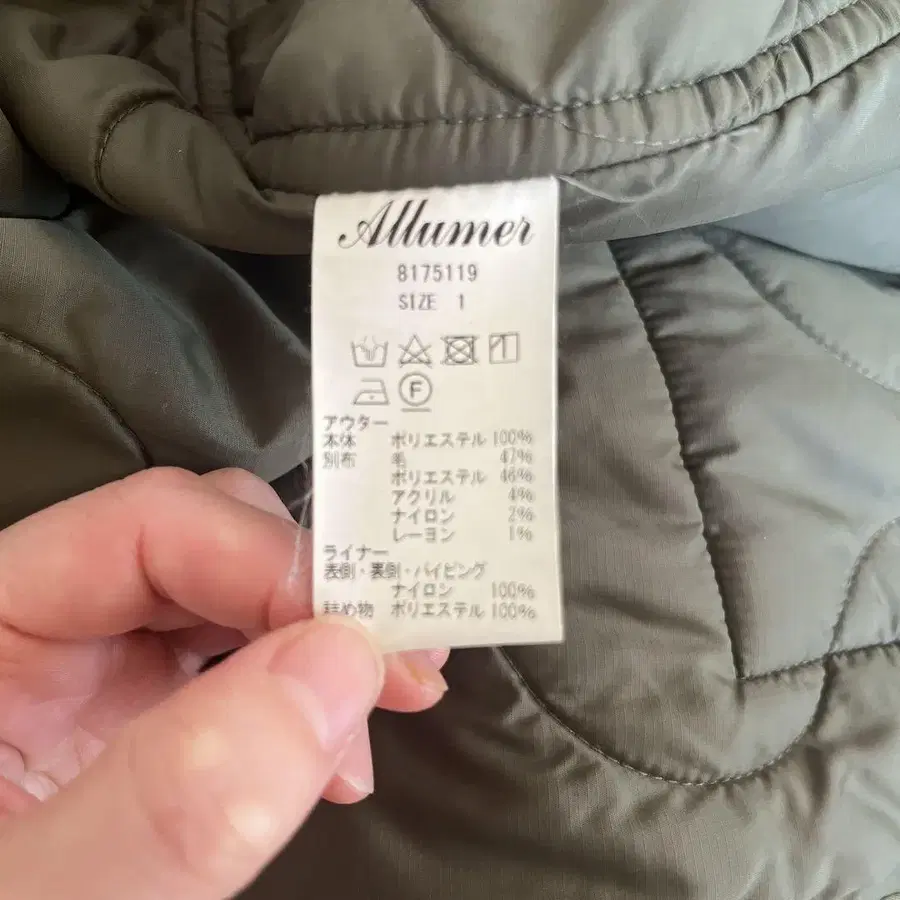 Allumer
8175119
SIZE 1
F
アウター
本体 ポリエステル 100%
別布 毛 47%
ポリエステル 46%
アクリル 4%
ナイロン 2%
レーヨン 1%
ライナー
表側・裏側・パイピング
ナイロン 100%
詰め物 ポリエステル 100%